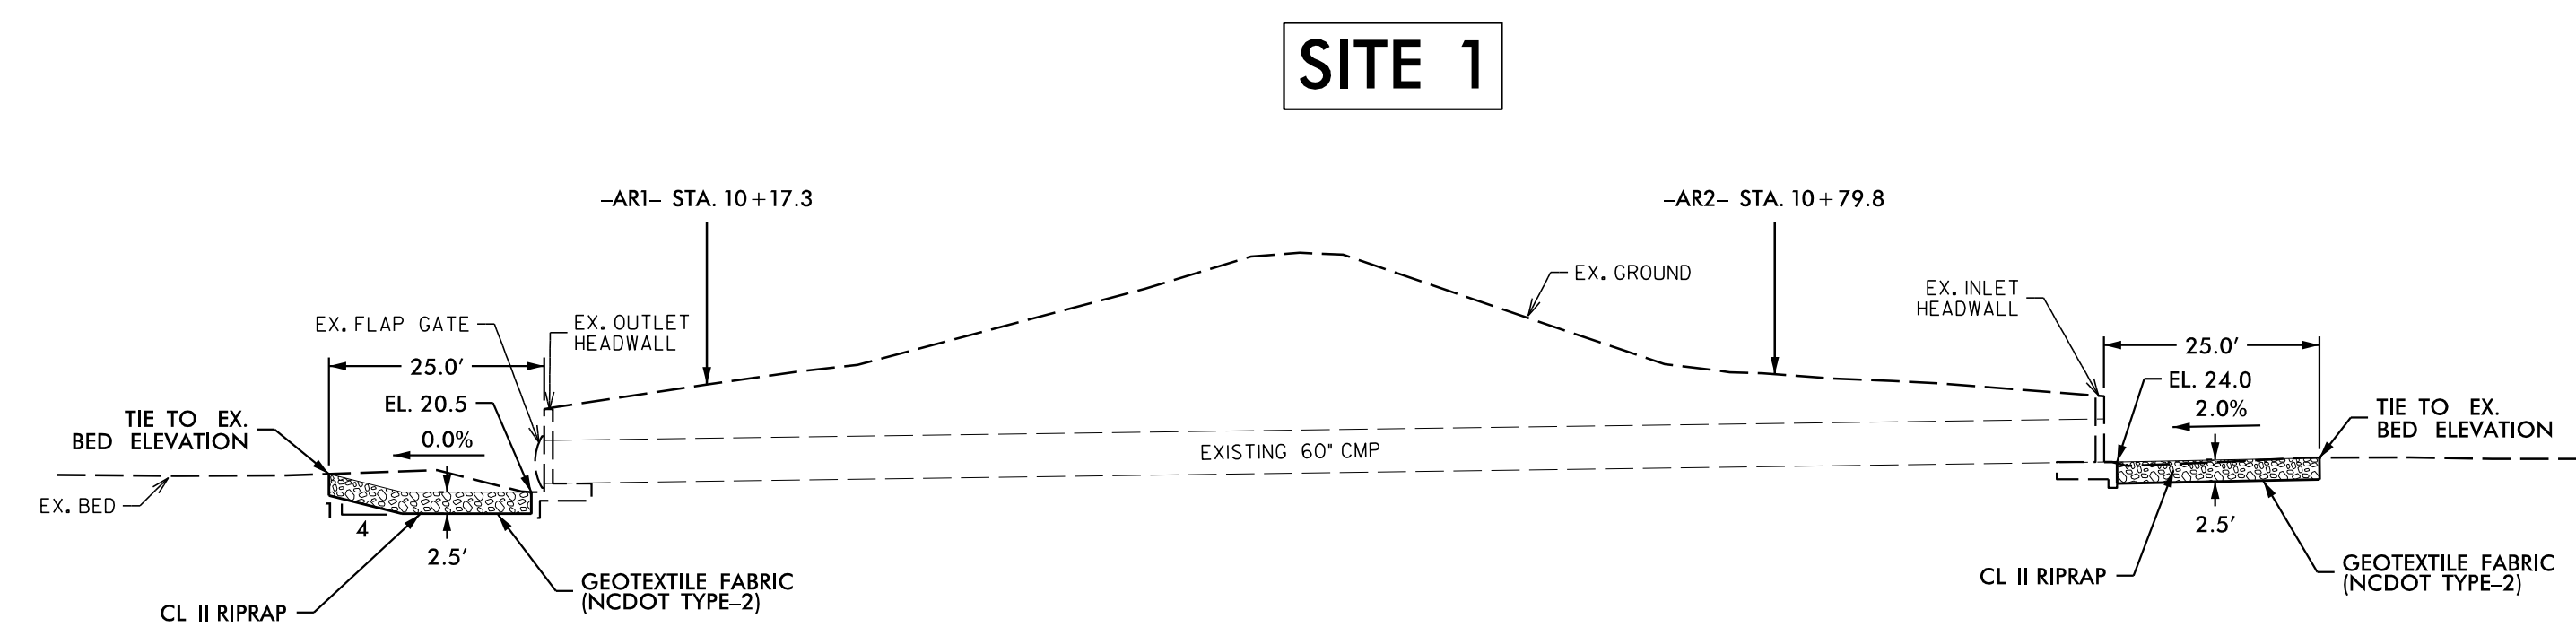 SITE 1
–AR1– STA. 10+17.3
–AR2– STA. 10+79.8
EX. GROUND
EX. INLET
HEADWALL
EX. FLAP GATE
EX. OUTLET
HEADWALL
25.0'
25.0'
EL. 20.5
EL. 24.0
TIE TO EX.
BED ELEVATION
0.0%
2.0%
TIE TO EX.
BED ELEVATION
EXISTING 60" CMP
EX. BED
1
4
2.5'
2.5'
CL II RIPRAP
GEOTEXTILE FABRIC
(NCDOT TYPE–2)
CL II RIPRAP
GEOTEXTILE FABRIC
(NCDOT TYPE–2)